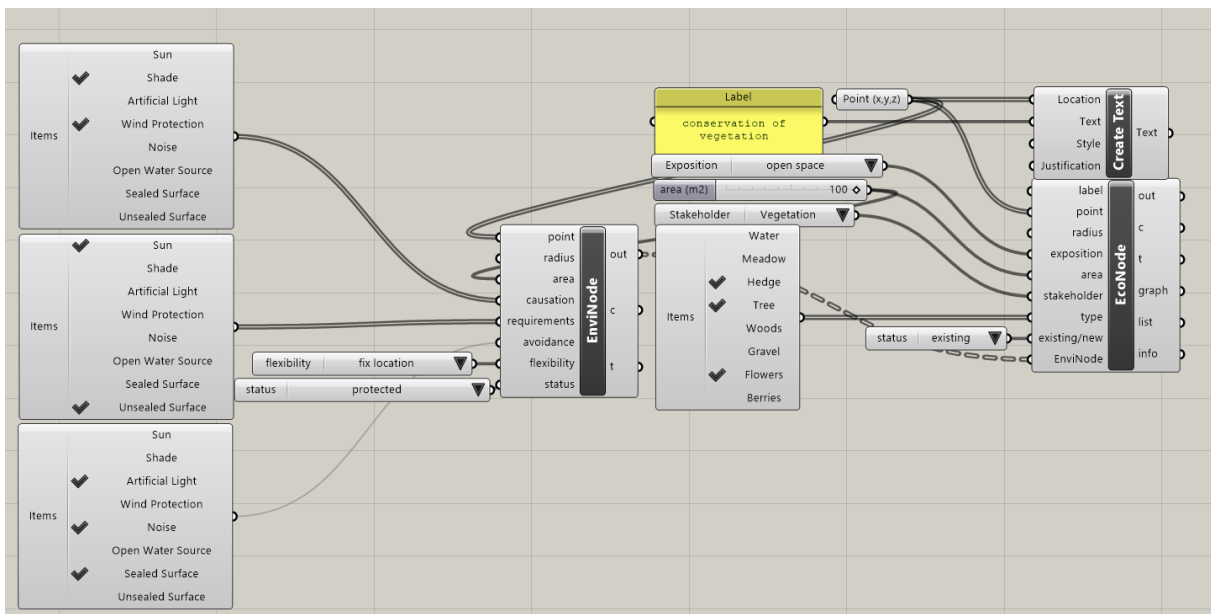 Items
Sun
Shade
Artificial Light
Wind Protection
Noise
Open Water Source
Sealed Surface
Unsealed Surface
Items
Sun
Shade
Artificial Light
Wind Protection
Noise
Open Water Source
Sealed Surface
Unsealed Surface
Items
Sun
Shade
Artificial Light
Wind Protection
Noise
Open Water Source
Sealed Surface
Unsealed Surface
flexibility fix location
status protected
point
radius
area
causation
requirements
avoidance
flexibility
status
EnviNode
out
c
t
Label
conservation of
vegetation
Point (x,y,z)
Exposition open space
area (m2) 100
Stakeholder Vegetation
Items
Water
Meadow
Hedge
Tree
Woods
Gravel
Flowers
Berries
status existing
Location
Text
Style
Justification
Create Text
Text
label
point
radius
exposition
area
stakeholder
type
existing/new
EnviNode
EcoNode
out
c
t
graph
list
info